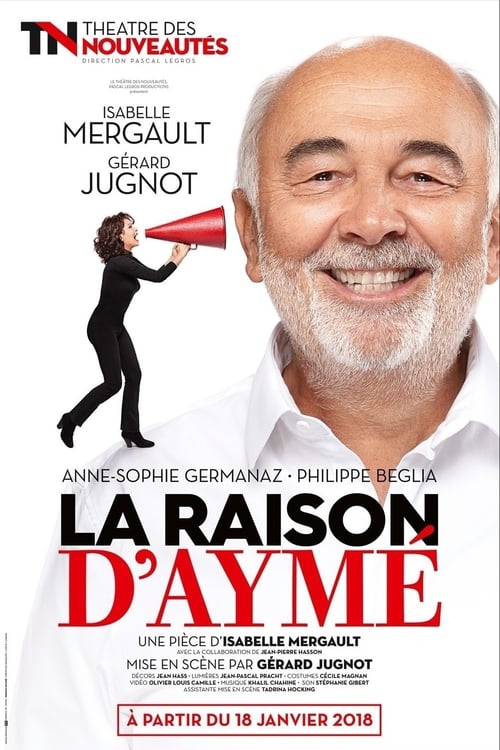 TN THEATRE DES
NOUVEAUTÉS
DIRECTION PASCAL LEGROS
LE THÉÂTRE DES NOUVEAUTÉS,
PASCAL LEGROS PRODUCTIONS
présentent
ISABELLE
MERGAULT
GÉRARD
JUGNOT
ANNE-SOPHIE GERMANAZ • PHILIPPE BEGLIA
LA RAISON
D'AYMÉ
UNE PIÈCE D'ISABELLE MERGAULT
AVEC LA COLLABORATION DE JEAN-PIERRE HASSON
MISE EN SCÈNE PAR GÉRARD JUGNOT
DÉCORS JEAN HASS • LUMIÈRES JEAN-PASCAL PRACHT • COSTUMES CÉCILE MAGNAN
VIDÉO OLIVIER LOUIS CAMILLE • MUSIQUE KHALIL CHAHINE • SON STÉPHANIE GIBERT
ASSISTANTE MISE EN SCÈNE TADRINA HOCKING
À PARTIR DU 18 JANVIER 2018